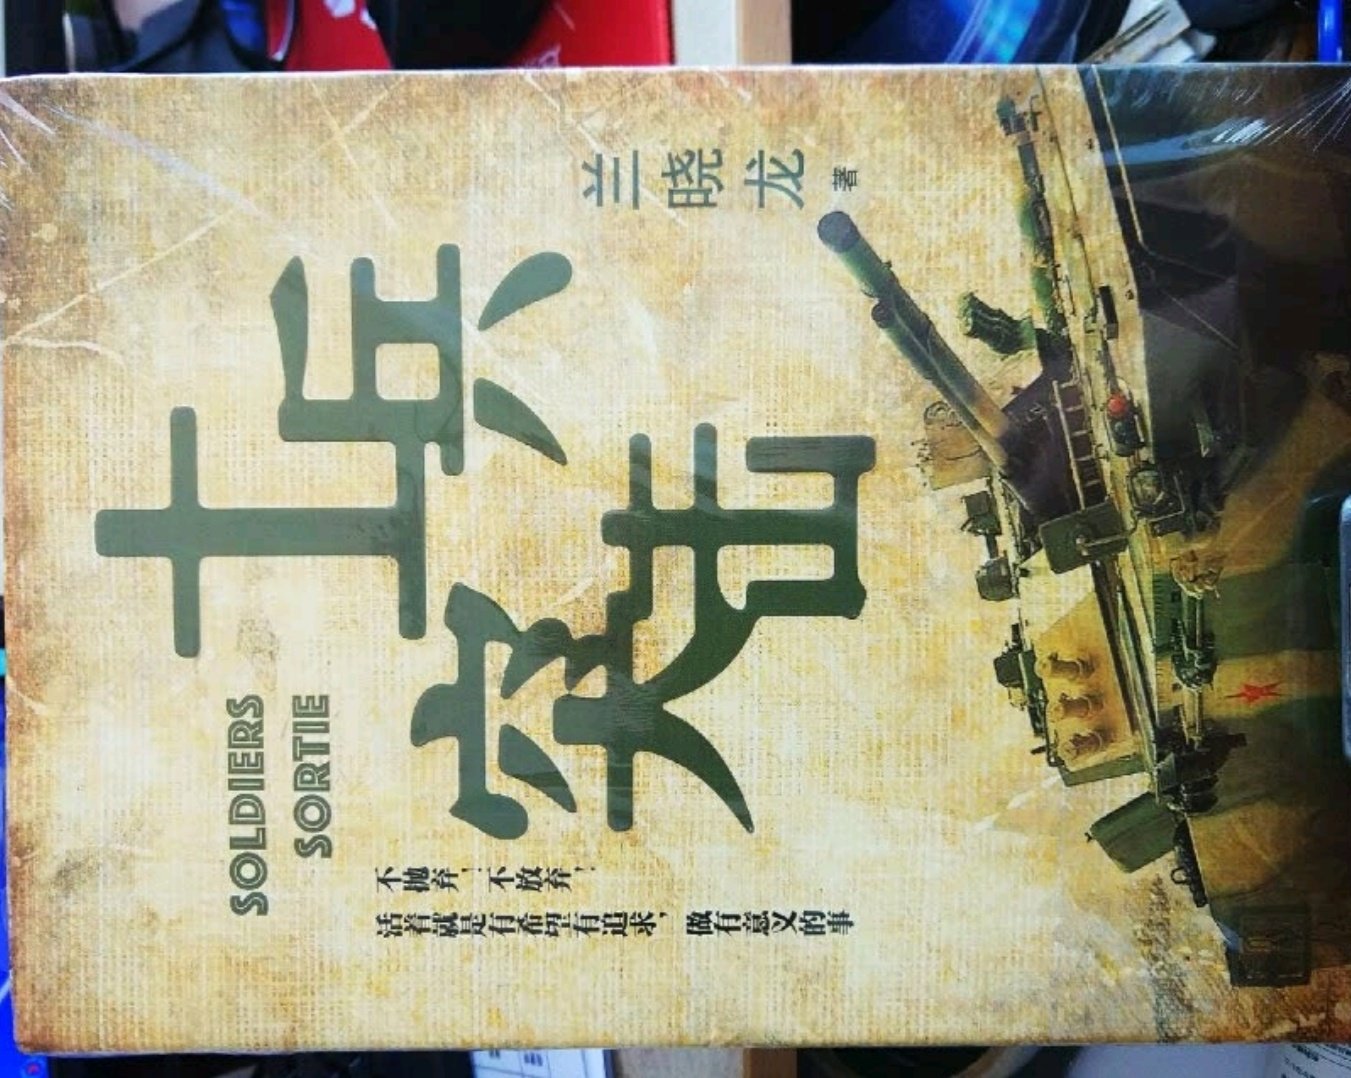 士兵
突击
SOLDIERS
SORTIE
兰晓龙 著
不抛弃，不放弃，
活着就是有希望有追求，做有意义的事